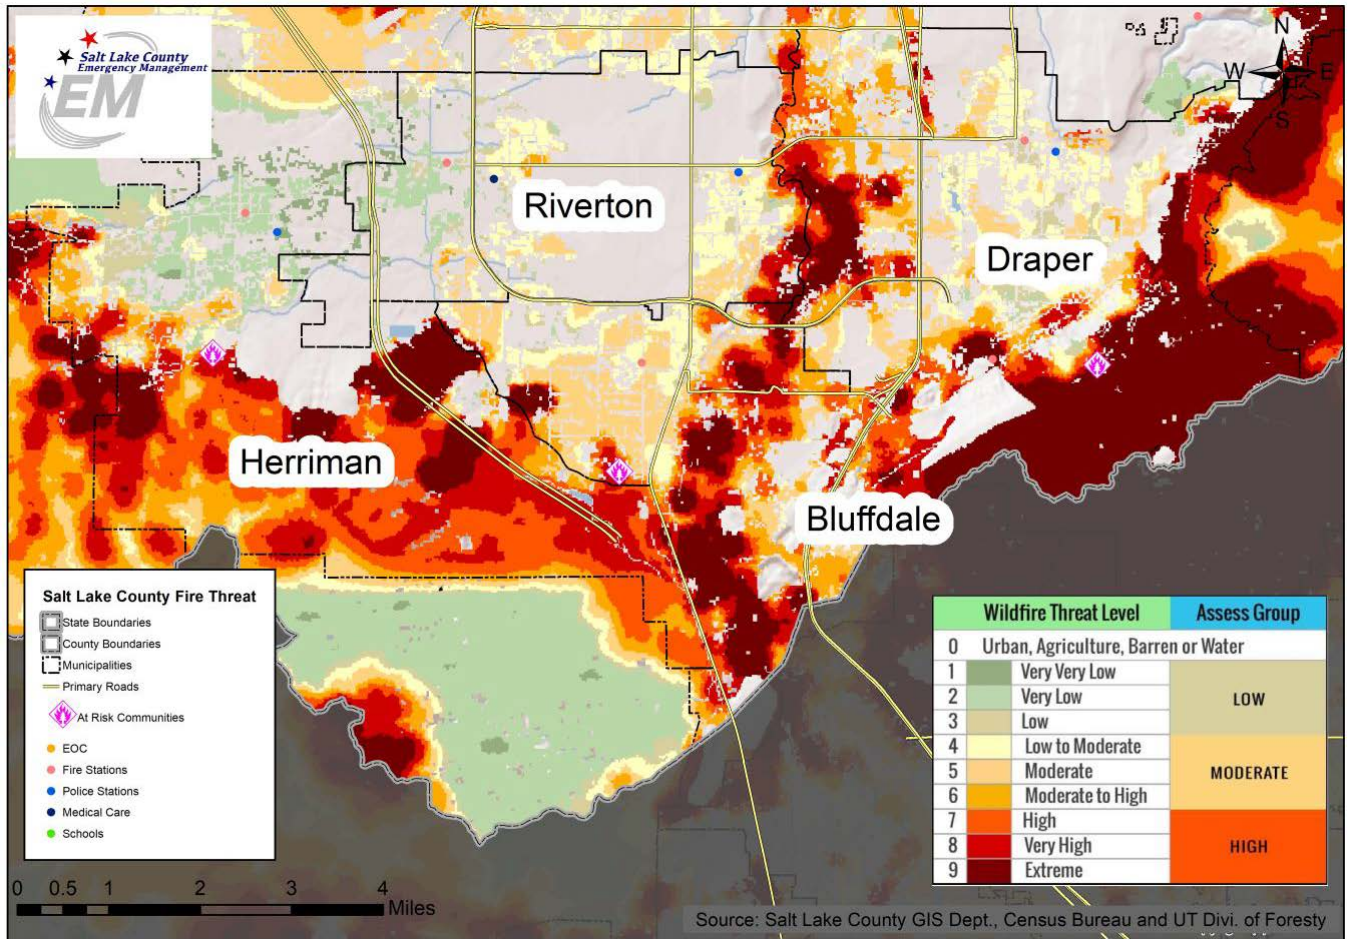 Salt Lake County
Emergency Management
EM
N
W E
S
Riverton
Draper
Herriman
Bluffdale
Salt Lake County Fire Threat
State Boundaries
County Boundaries
Municipalities
Primary Roads
At Risk Communities
EOC
Fire Stations
Police Stations
Medical Care
Schools
Wildfire Threat Level Assess Group
0 Urban, Agriculture, Barren or Water
1 Very Very Low
2 Very Low
LOW
3 Low
4 Low to Moderate
5 Moderate
MODERATE
6 Moderate to High
7 High
8 Very High
HIGH
9 Extreme
0 0.5 1 2 3 4
Miles
Source: Salt Lake County GIS Dept., Census Bureau and UT Divi. of Foresty